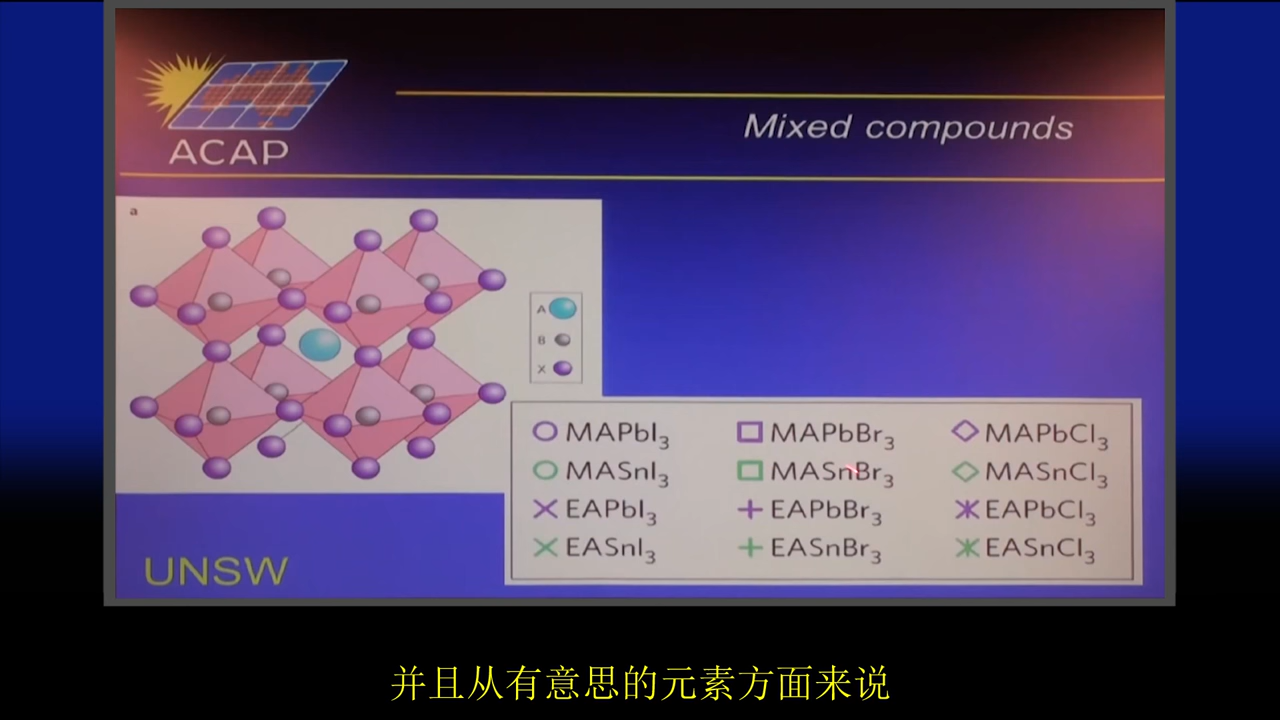 ACAP
Mixed compounds
a
A
B
X
MAPbI₃ MAPbBr₃ MAPbCl₃
MASnI₃ MASnBr₃ MASnCl₃
EAPbI₃ EAPbBr₃ EAPbCl₃
EASnI₃ EASnBr₃ EASnCl₃
UNSW
并且从有意思的元素方面来说